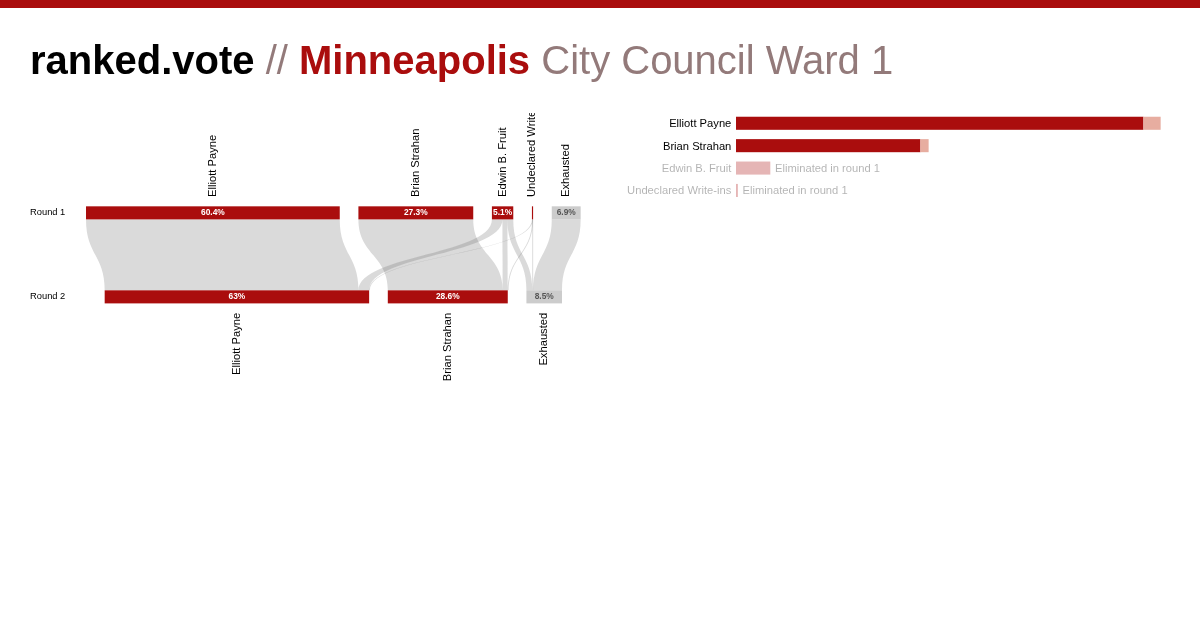 ranked.vote // Minneapolis City Council Ward 1
Elliott Payne
Brian Strahan
Edwin B. Fruit
Undeclared Write
Exhausted
Round 1
60.4%
27.3%
5.1%
6.9%
Round 2
63%
28.6%
8.5%
Elliott Payne
Brian Strahan
Exhausted
Elliott Payne
Brian Strahan
Edwin B. Fruit Eliminated in round 1
Undeclared Write-ins Eliminated in round 1